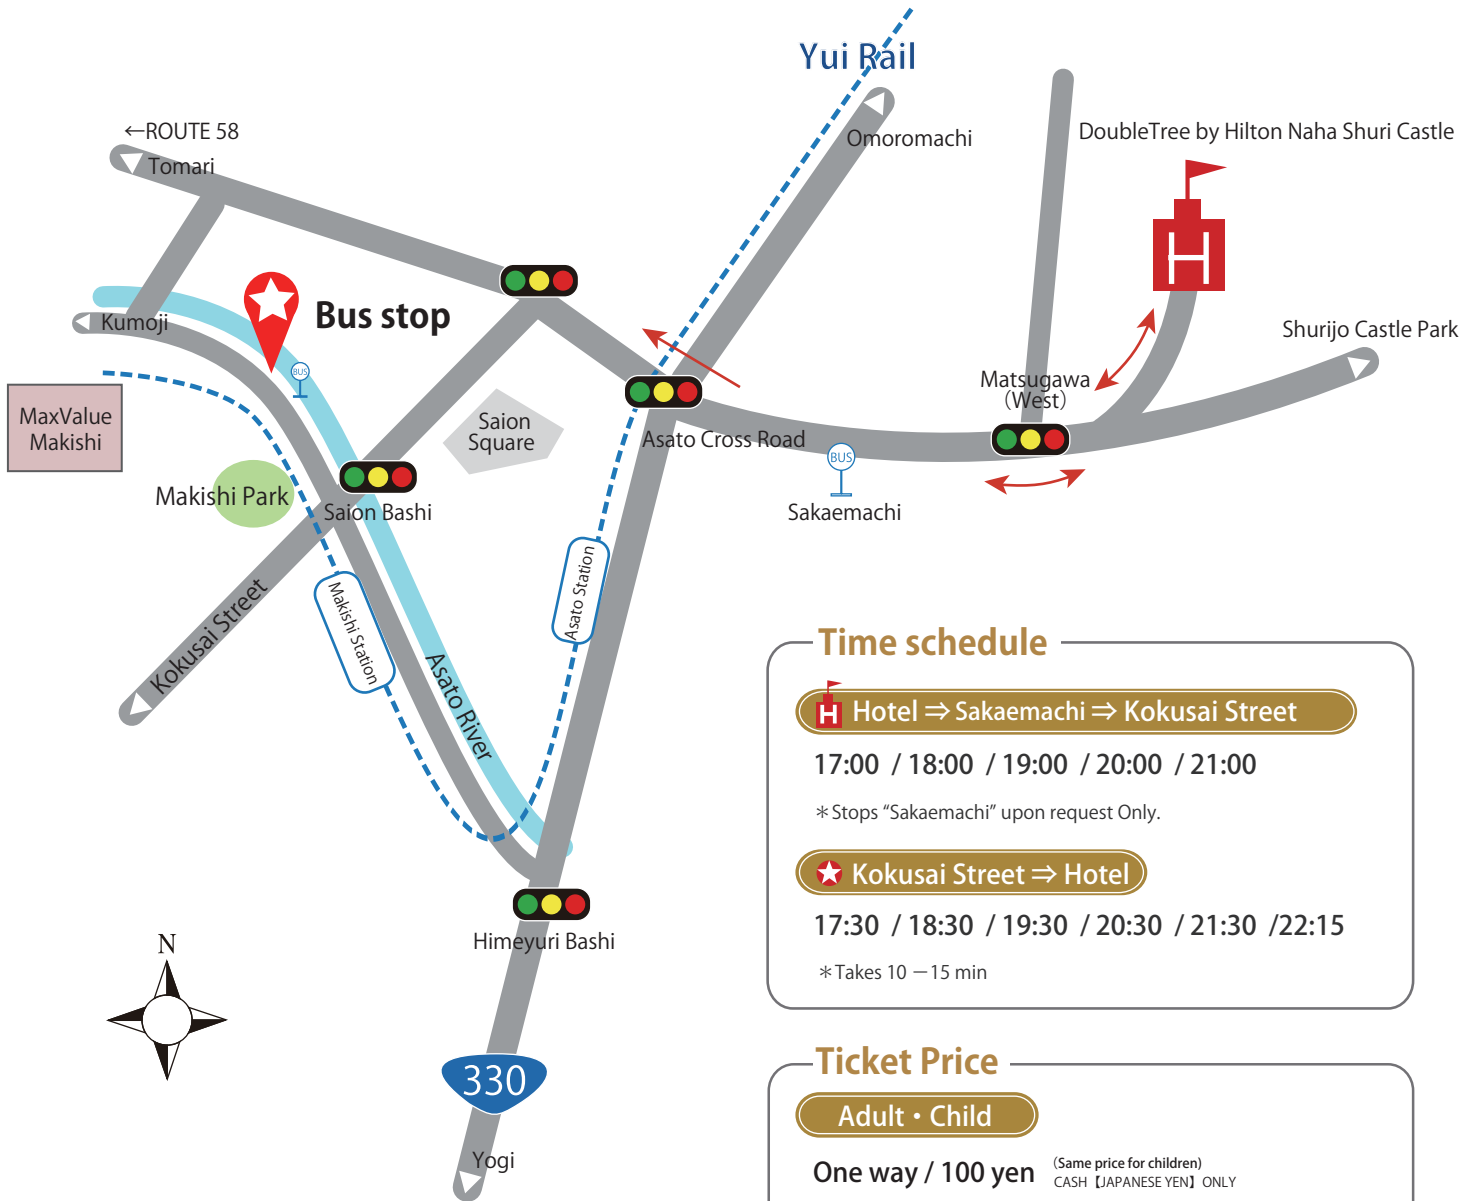 Yui Rail
←ROUTE 58
Tomari
Omoromachi
DoubleTree by Hilton Naha Shuri Castle
H
Kumoji
Bus stop
BUS
Shurijo Castle Park
Matsugawa
(West)
MaxValue
Makishi
Saion
Square
Asato Cross Road
BUS
Makishi Park
Saion Bashi
Sakaemachi
Kokusai Street
Makishi Station
Asato Station
Asato River
Time schedule
H Hotel ⇒ Sakaemachi ⇒ Kokusai Street
17:00 / 18:00 / 19:00 / 20:00 / 21:00
＊Stops “Sakaemachi” upon request Only.
Kokusai Street ⇒ Hotel
17:30 / 18:30 / 19:30 / 20:30 / 21:30 /22:15
＊Takes 10 －15 min
Himeyuri Bashi
N
330
Yogi
Ticket Price
Adult・Child
One way / 100 yen
(Same price for children)
CASH【JAPANESE YEN】ONLY